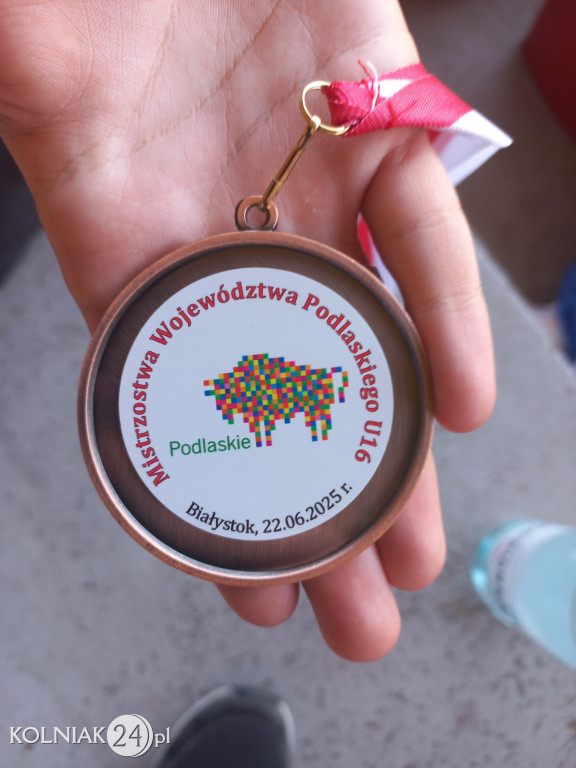 Mistrzostwa Województwa Podlaskiego U16
Podlaskie
Białystok, 22.06.2025 r.
KOLNIAK24.pl